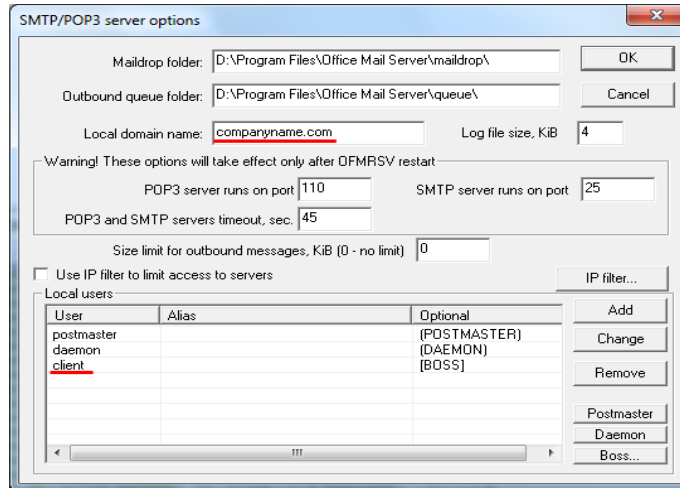 SMTP/POP3 server options
Maildrop folder: D:\Program Files\Office Mail Server\maildrop\ OK
Outbound queue folder: D:\Program Files\Office Mail Server\queue\ Cancel
Local domain name: companyname.com Log file size, KiB 4
Warning! These options will take effect only after OFMRSV restart
POP3 server runs on port 110 SMTP server runs on port 25
POP3 and SMTP servers timeout, sec. 45
Size limit for outbound messages, KiB (0 - no limit) 0
Use IP filter to limit access to servers IP filter...
Local users
User Alias Optional Add
postmaster (POSTMASTER)
daemon (DAEMON) Change
client [BOSS]
Remove
Postmaster
Daemon
Boss...